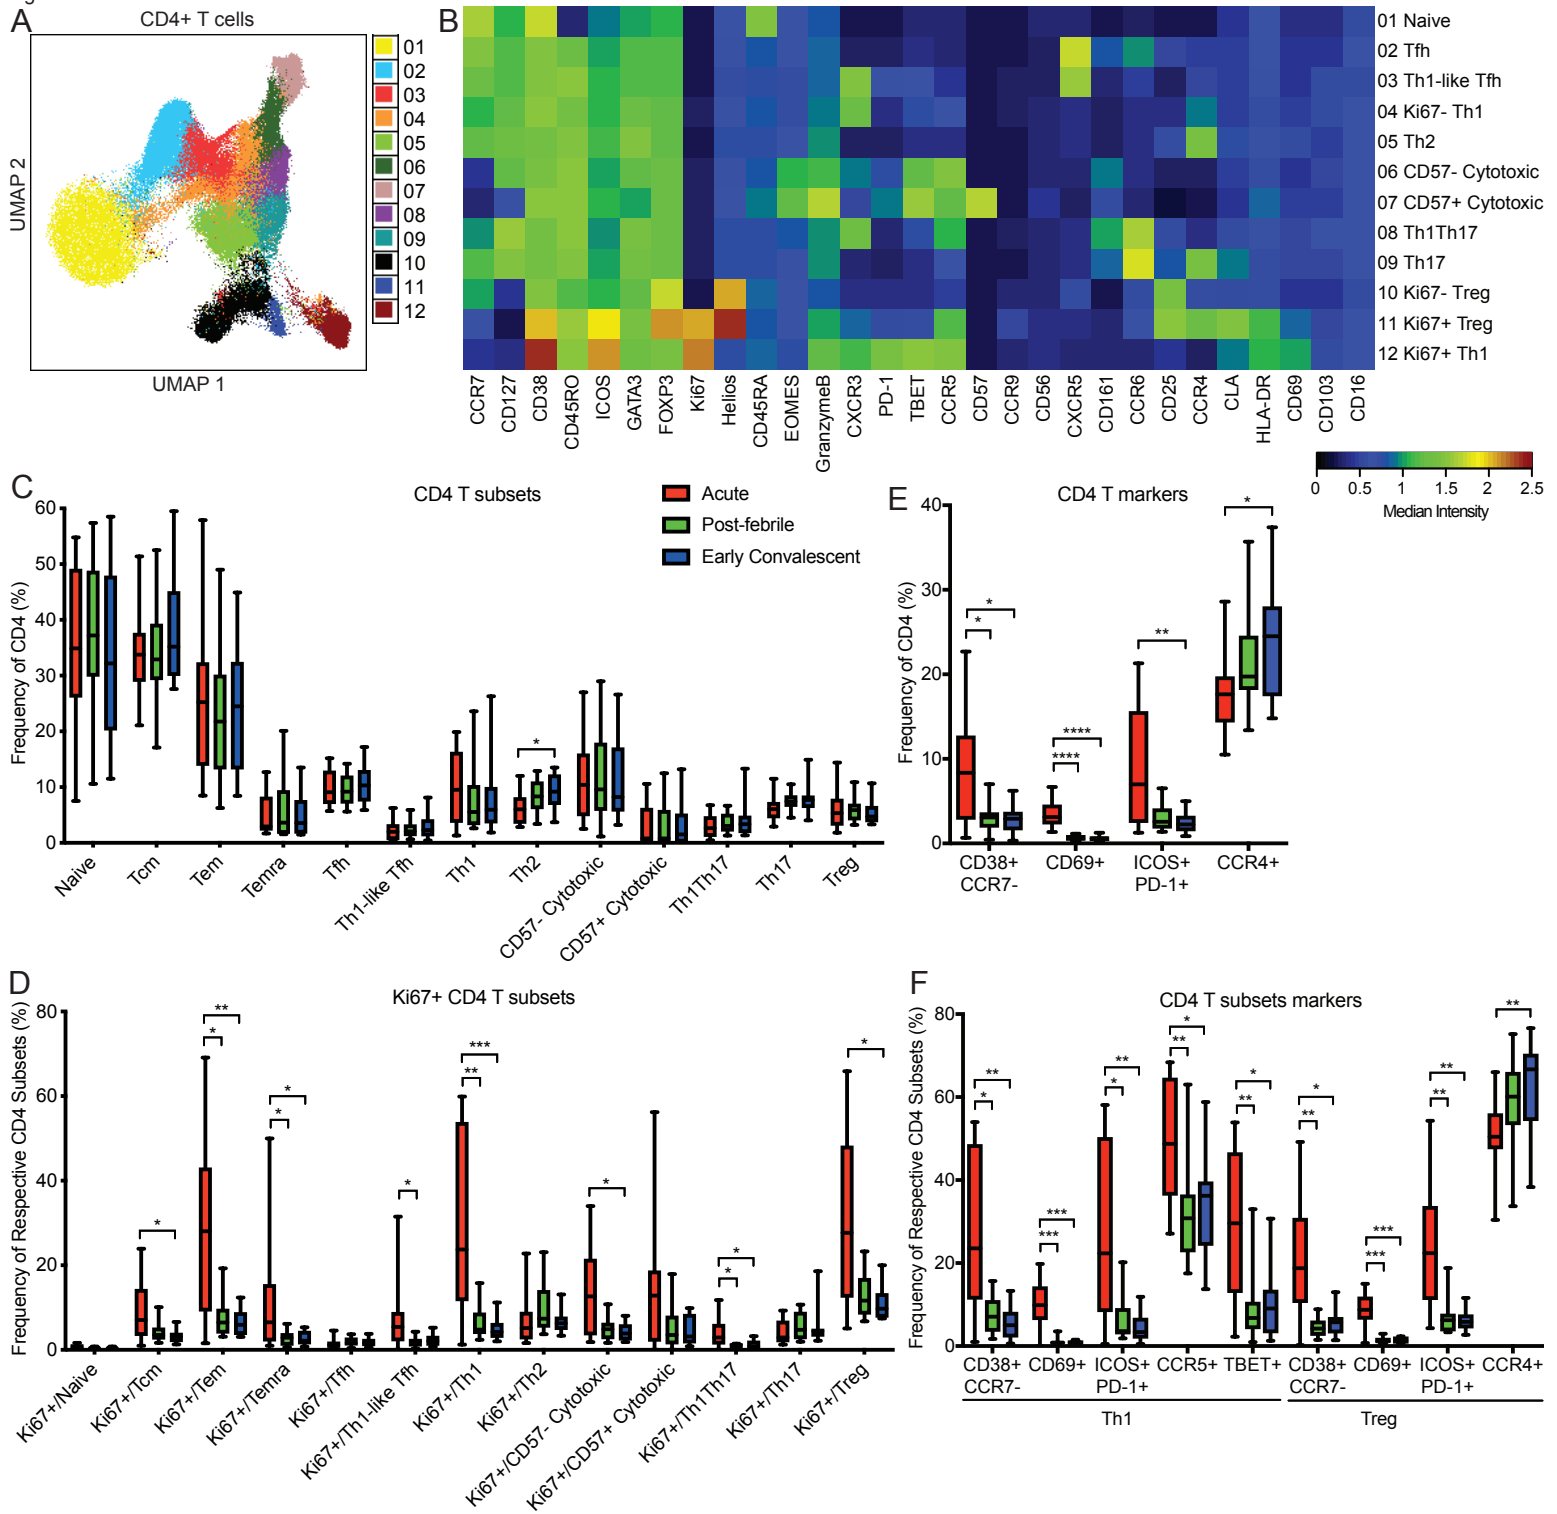 A
CD4+ T cells
UMAP 2
UMAP 1
01
02
03
04
05
06
07
08
09
10
11
12
B
01 Naive
02 Tfh
03 Th1-like Tfh
04 Ki67- Th1
05 Th2
06 CD57- Cytotoxic
07 CD57+ Cytotoxic
08 Th1Th17
09 Th17
10 Ki67- Treg
11 Ki67+ Treg
12 Ki67+ Th1
CCR7
CD127
CD38
CD45RO
ICOS
GATA3
FOXP3
Ki67
Helios
CD45RA
EOMES
GranzymeB
CXCR3
PD-1
TBET
CCR5
CD57
CCR9
CD56
CXCR5
CD161
CCR6
CD25
CCR4
CLA
HLA-DR
CD69
CD103
CD16
0 0.5 1 1.5 2 2.5
Median Intensity
C
CD4 T subsets
Acute
Post-febrile
Early Convalescent
Frequency of CD4 (%)
60
50
40
30
20
10
0
*
Naive
Tcm
Tem
Temra
Tfh
Th1-like Tfh
Th1
Th2
CD57- Cytotoxic
CD57+ Cytotoxic
Th1Th17
Th17
Treg
E
CD4 T markers
Frequency of CD4 (%)
40
30
20
10
0
*
*
****
****
**
*
CD38+
CCR7-
CD69+
ICOS+
PD-1+
CCR4+
D
Ki67+ CD4 T subsets
Frequency of Respective CD4 Subsets (%)
80
60
40
20
0
*
**
*
*
*
*
***
**
*
*
*
*
Ki67+/Naive
Ki67+/Tcm
Ki67+/Tem
Ki67+/Temra
Ki67+/Tfh
Ki67+/Th1-like Tfh
Ki67+/Th1
Ki67+/Th2
Ki67+/CD57- Cytotoxic
Ki67+/CD57+ Cytotoxic
Ki67+/Th1Th17
Ki67+/Th17
Ki67+/Treg
F
CD4 T subsets markers
Frequency of Respective CD4 Subsets (%)
80
60
40
20
0
**
*
***
***
**
*
*
**
*
**
*
**
***
***
**
**
**
CD38+
CCR7-
CD69+
ICOS+
PD-1+
CCR5+
TBET+
CD38+
CCR7-
CD69+
ICOS+
PD-1+
CCR4+
Th1
Treg